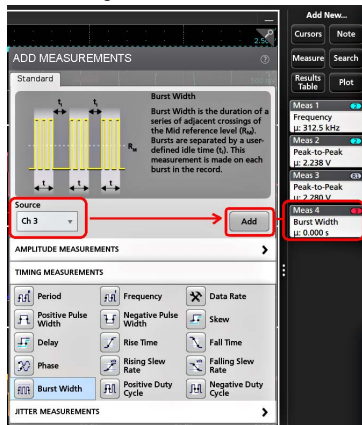 Add New...
Cursors Note
Measure Search
Results Table Plot
Meas 1
Frequency
µ: 312.5 kHz
Meas 2
Peak-to-Peak
µ: 2.238 V
Meas 3
Peak-to-Peak
µ: 2.280 V
Meas 4
Burst Width
µ: 0.000 s
ADD MEASUREMENTS
Standard
Burst Width
Burst Width is the duration of a
series of adjacent crossings of
the Mid reference level (RM).
Bursts are separated by a user-
defined idle time (tI). This
measurement is made on each
burst in the record.
Source
Ch 3
Add
AMPLITUDE MEASUREMENTS
TIMING MEASUREMENTS
Period Frequency Data Rate
Positive Pulse Width Negative Pulse Width Skew
Delay Rise Time Fall Time
Phase Rising Slew Rate Falling Slew Rate
Burst Width Positive Duty Cycle Negative Duty Cycle
JITTER MEASUREMENTS